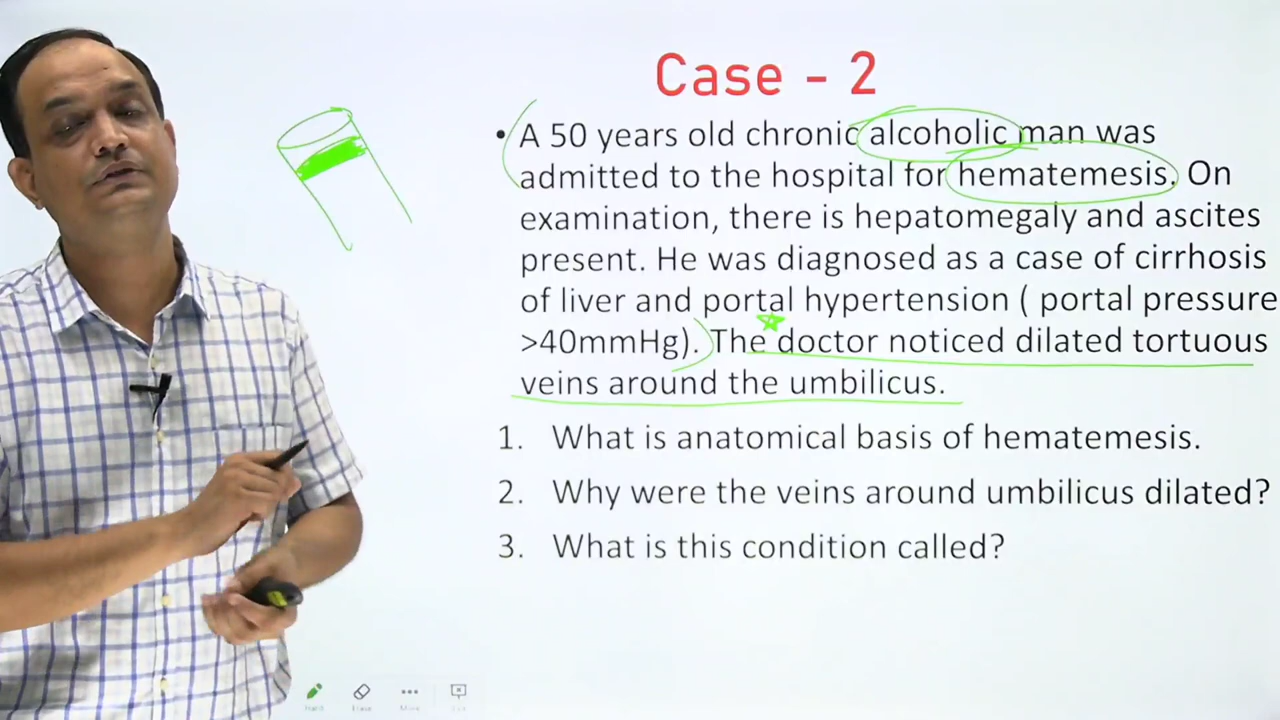 Case - 2
• A 50 years old chronic alcoholic man was
admitted to the hospital for hematemesis. On
examination, there is hepatomegaly and ascites
present. He was diagnosed as a case of cirrhosis
of liver and portal hypertension ( portal pressure
>40mmHg). The doctor noticed dilated tortuous
veins around the umbilicus.
1. What is anatomical basis of hematemesis.
2. Why were the veins around umbilicus dilated?
3. What is this condition called?
More